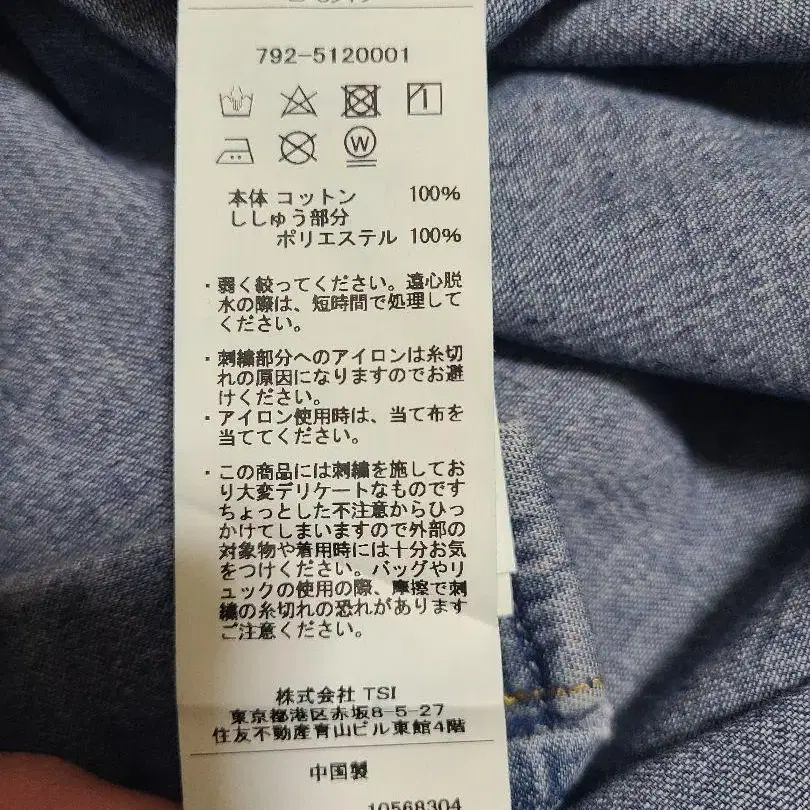 792-5120001
W
本体 コットン 100%
ししゅう部分
ポリエステル 100%
・弱く絞ってください。遠心脱
水の際は、短時間で処理して
ください。
・刺繍部分へのアイロンは糸切
れの原因になりますのでお避
けください。
・アイロン使用時は、当て布を
当ててください。
・この商品には刺繍を施してお
り大変デリケートなものです
ちょっとした不注意からひっ
かけてしまいますので外部の
対象物や着用時には十分お気
をつけください。バッグやリ
ュックの使用の際、摩擦で刺
繍の糸切れの恐れがあります
ご注意ください。
株式会社 TSI
東京都港区赤坂8-5-27
住友不動産青山ビル東館4階
中国製
10568304